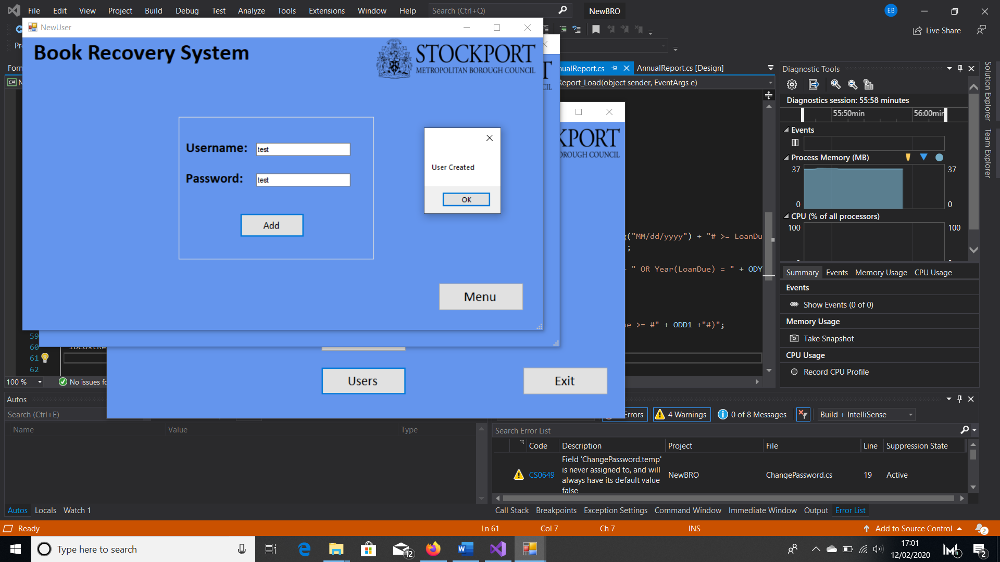 File Edit View Project Build Debug Test Analyze Tools Extensions Window Help Search (Ctrl+Q) NewBRO EB
Live Share
NewUser
Book Recovery System
STOCKPORT
METROPOLITAN BOROUGH COUNCIL
Username: test
Password: test
Add
Menu
User Created
OK
KPORT
OROUGH COUNCIL
Users
Exit
nualReport.cs AnnualReport.cs [Design]
Report_Load(object sender, EventArgs e)
("MM/dd/yyyy") + "# >= LoanDu
;
" OR Year(LoanDue) = " + ODY
ue >= #" + ODD1 +"#)";
59
60
61
62
100 % No issues fo
Diagnostic Tools
Diagnostics session: 55:58 minutes
55:50min 56:00min
Events
Process Memory (MB)
37 37
0 0
CPU (% of all processors)
100 100
Summary Events Memory Usage CPU Usage
Events
Show Events (0 of 0)
Memory Usage
Take Snapshot
CPU Usage
Record CPU Profile
Solution Explorer
Team Explorer
Autos
Search (Ctrl+E)
Name Value Type
Autos Locals Watch 1
Errors 4 Warnings 0 of 8 Messages Build + IntelliSense
Search Error List
Code Description Project File Line Suppression State
CS0649 Field 'ChangePassword.temp'
is never assigned to, and will
always have its default value
false
NewBRO ChangePassword.cs 19 Active
Call Stack Breakpoints Exception Settings Command Window Immediate Window Output Error List
Ready Ln 61 Col 7 Ch 7 INS Add to Source Control 2
Type here to search 12 17:01
12/02/2020 2